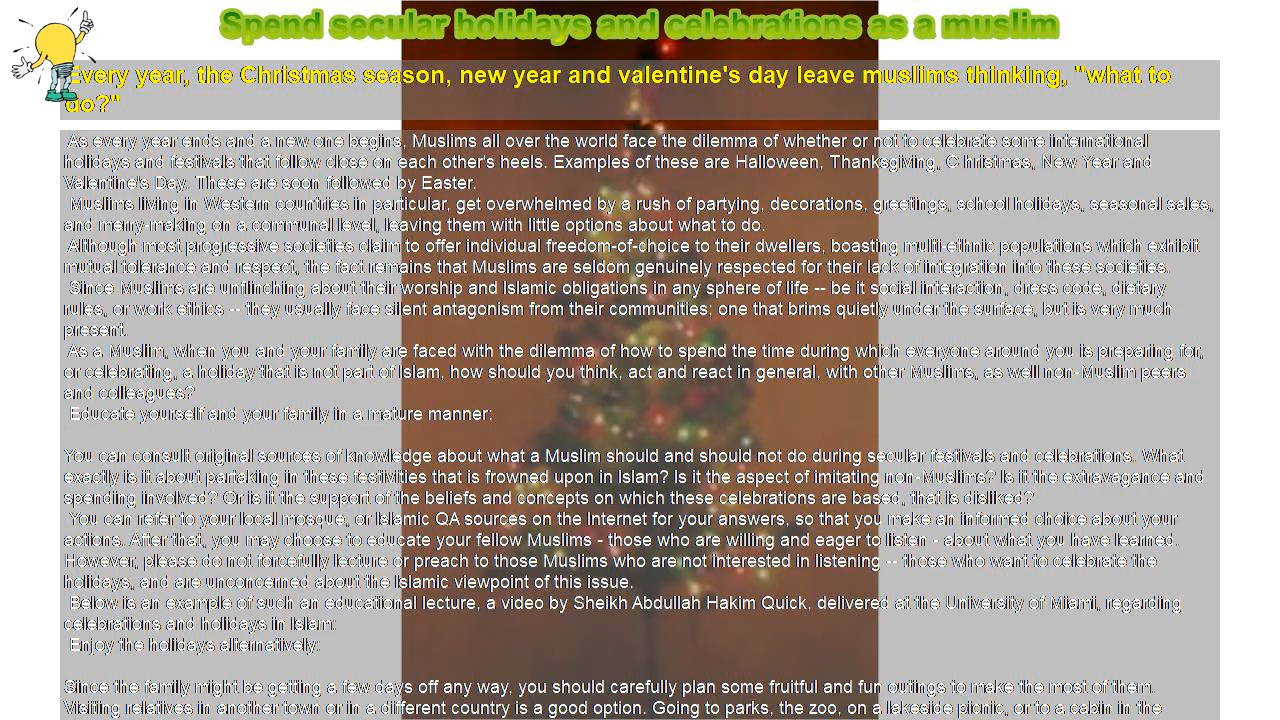 Spend secular holidays and celebrations as a muslim
Every year, the Christmas season, new year and valentine's day leave muslims thinking, "what to
do?"
As every year ends and a new one begins, Muslims all over the world face the dilemma of whether or not to celebrate some international
holidays and festivals that follow close on each other's heels. Examples of these are Halloween, Thanksgiving, C hristmas, New Year and
Valentine's Day. These are soon followed by Easter.
Muslims living in Western countries in particular, get overwhelmed by a rush of partying, decorations, greetings, school holidays, seasonal sales,
and merry-making on a communal level, leaving them with little options about what to do.
Although most progressive societies claim to offer individual freedom-of-choice to their dwellers, boasting multi-ethnic populations which exhibit
mutual tolerance and respect, the fact remains that Muslims are seldom genuinely respected for their lack of integration into these societies.
Since Muslims are unflinching about their worship and Islamic obligations in any sphere of life -- be it social interaction, dress code, dietary
rules, or work ethics -- they usually face silent antagonism from their communities; one that brims quietly under the surface, but is very much
present.
As a Muslim, when you and your family are faced with the dilemma of how to spend the time during which everyone around you is preparing for,
or celebrating, a holiday that is not part of Islam, how should you think, act and react in general, with other Muslims, as well non-Muslim peers
and colleagues?
Educate yourself and your family in a mature manner:
You can consult original sources of knowledge about what a Muslim should and should not do during secular festivals and celebrations. What
exactly is it about partaking in these festivities that is frowned upon in Islam? Is it the aspect of imitating non-Muslims? Is it the extravagance and
spending involved? Or is it the support of the beliefs and concepts on which these celebrations are based, that is disliked?
You can refer to your local mosque, or Islamic QA sources on the Internet for your answers, so that you make an informed choice about your
actions. After that, you may choose to educate your fellow Muslims - those who are willing and eager to listen - about what you have learned.
However, please do not forcefully lecture or preach to those Muslims who are not interested in listening -- those who want to celebrate the
holidays, and are unconcerned about the Islamic viewpoint of this issue.
Below is an example of such an educational lecture, a video by Sheikh Abdullah Hakim Quick, delivered at the University of Miami, regarding
celebrations and holidays in Islam:
Enjoy the holidays alternatively:
Since the family might be getting a few days off any way, you should carefully plan some fruitful and fun outings to make the most of them.
Visiting relatives in another town or in a different country is a good option. Going to parks, the zoo, on a lakeside picnic, or to a cabin in the